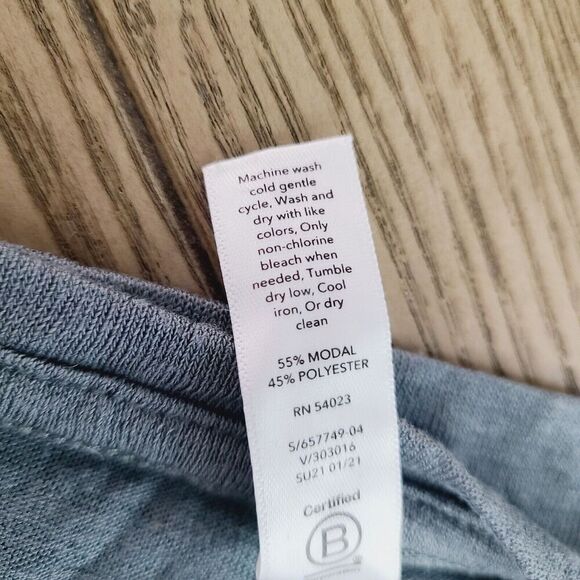 Machine wash
cold gentle
cycle, Wash and
dry with like
colors, Only
non-chlorine
bleach when
needed, Tumble
dry low, Cool
iron, Or dry
clean
55% MODAL
45% POLYESTER
RN 54023
S/657749-04
V/303016
SU21 01/21
Certified
B